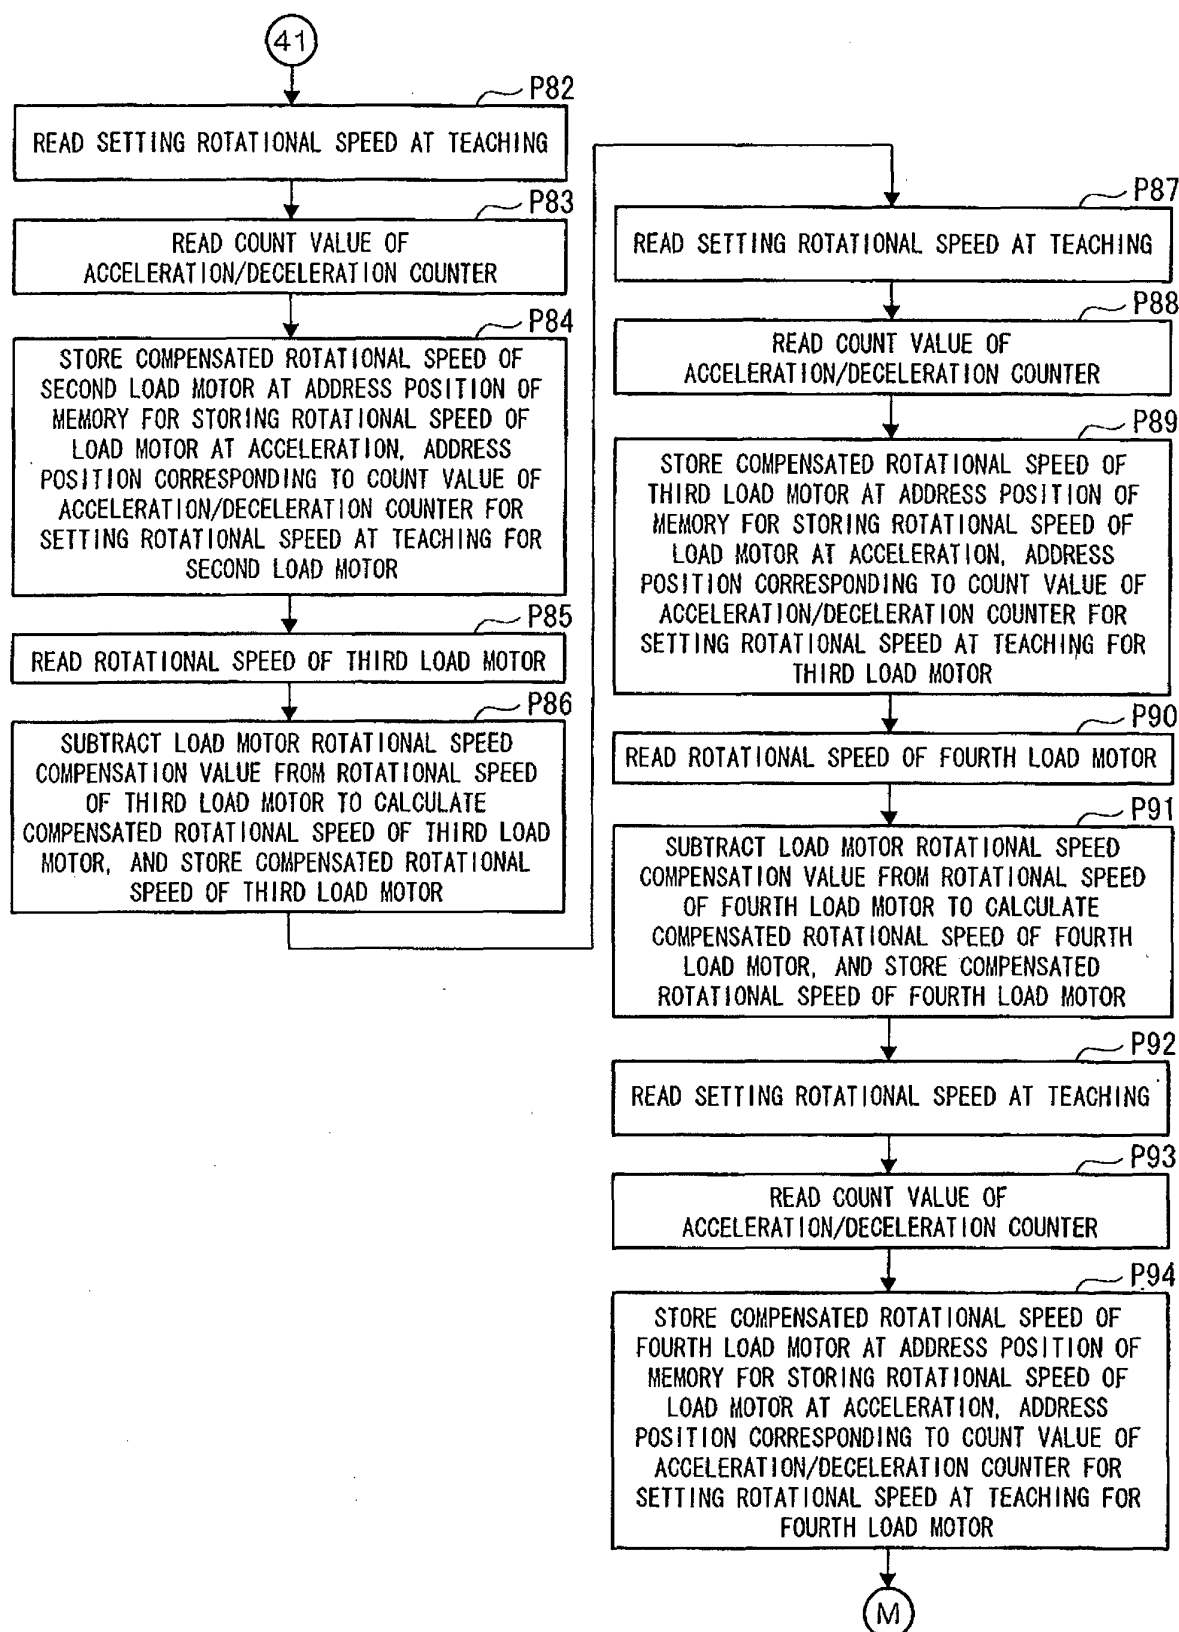 41
P82
READ SETTING ROTATIONAL SPEED AT TEACHING
P83
READ COUNT VALUE OF
ACCELERATION/DECELERATION COUNTER
P84
STORE COMPENSATED ROTATIONAL SPEED OF
SECOND LOAD MOTOR AT ADDRESS POSITION OF
MEMORY FOR STORING ROTATIONAL SPEED OF
LOAD MOTOR AT ACCELERATION, ADDRESS
POSITION CORRESPONDING TO COUNT VALUE OF
ACCELERATION/DECELERATION COUNTER FOR
SETTING ROTATIONAL SPEED AT TEACHING FOR
SECOND LOAD MOTOR
P85
READ ROTATIONAL SPEED OF THIRD LOAD MOTOR
P86
SUBTRACT LOAD MOTOR ROTATIONAL SPEED
COMPENSATION VALUE FROM ROTATIONAL SPEED
OF THIRD LOAD MOTOR TO CALCULATE
COMPENSATED ROTATIONAL SPEED OF THIRD LOAD
MOTOR, AND STORE COMPENSATED ROTATIONAL
SPEED OF THIRD LOAD MOTOR
P87
READ SETTING ROTATIONAL SPEED AT TEACHING
P88
READ COUNT VALUE OF
ACCELERATION/DECELERATION COUNTER
P89
STORE COMPENSATED ROTATIONAL SPEED OF
THIRD LOAD MOTOR AT ADDRESS POSITION OF
MEMORY FOR STORING ROTATIONAL SPEED OF
LOAD MOTOR AT ACCELERATION, ADDRESS
POSITION CORRESPONDING TO COUNT VALUE OF
ACCELERATION/DECELERATION COUNTER FOR
SETTING ROTATIONAL SPEED AT TEACHING FOR
THIRD LOAD MOTOR
P90
READ ROTATIONAL SPEED OF FOURTH LOAD MOTOR
P91
SUBTRACT LOAD MOTOR ROTATIONAL SPEED
COMPENSATION VALUE FROM ROTATIONAL SPEED
OF FOURTH LOAD MOTOR TO CALCULATE
COMPENSATED ROTATIONAL SPEED OF FOURTH
LOAD MOTOR, AND STORE COMPENSATED
ROTATIONAL SPEED OF FOURTH LOAD MOTOR
P92
READ SETTING ROTATIONAL SPEED AT TEACHING
P93
READ COUNT VALUE OF
ACCELERATION/DECELERATION COUNTER
P94
STORE COMPENSATED ROTATIONAL SPEED OF
FOURTH LOAD MOTOR AT ADDRESS POSITION OF
MEMORY FOR STORING ROTATIONAL SPEED OF
LOAD MOTOR AT ACCELERATION, ADDRESS
POSITION CORRESPONDING TO COUNT VALUE OF
ACCELERATION/DECELERATION COUNTER FOR
SETTING ROTATIONAL SPEED AT TEACHING FOR
FOURTH LOAD MOTOR
M